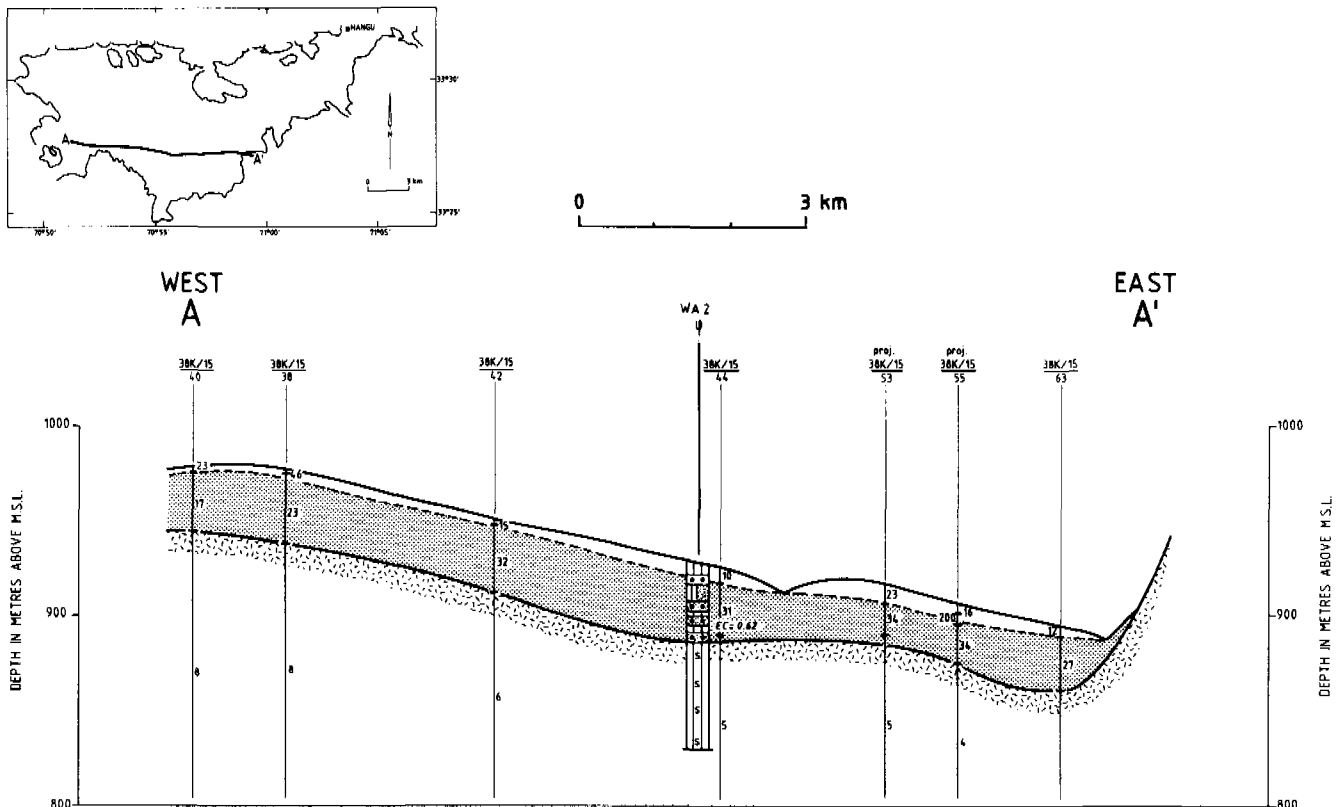 HANGU
33°30'
A
A'
N
0 3 km
33°15'
70°50' 70°55' 71°00' 71°05'
0 3 km
WEST
A
EAST
A'
WA 2
38K/15
40
38K/15
38
38K/15
42
38K/15
44
proj.
38K/15
53
proj.
38K/15
55
38K/15
63
1000
1000
900
900
800
800
DEPTH IN METRES ABOVE M.S.L.
DEPTH IN METRES ABOVE M.S.L.
23
17
8
46
23
8
15
32
6
10
31
EC= 0.62
5
S
S
S
S
23
34
5
16
200
34
4
27